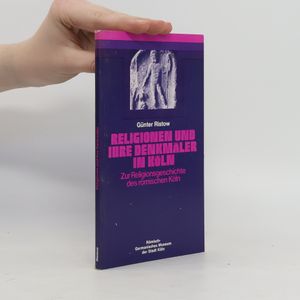 Günter Ristow
RELIGIONEN UND
IHRE DENKMÄLER
IN KÖLN
Zur Religionsgeschichte
des römischen Köln
Römisch-
Germanisches Museum
der Stadt Köln